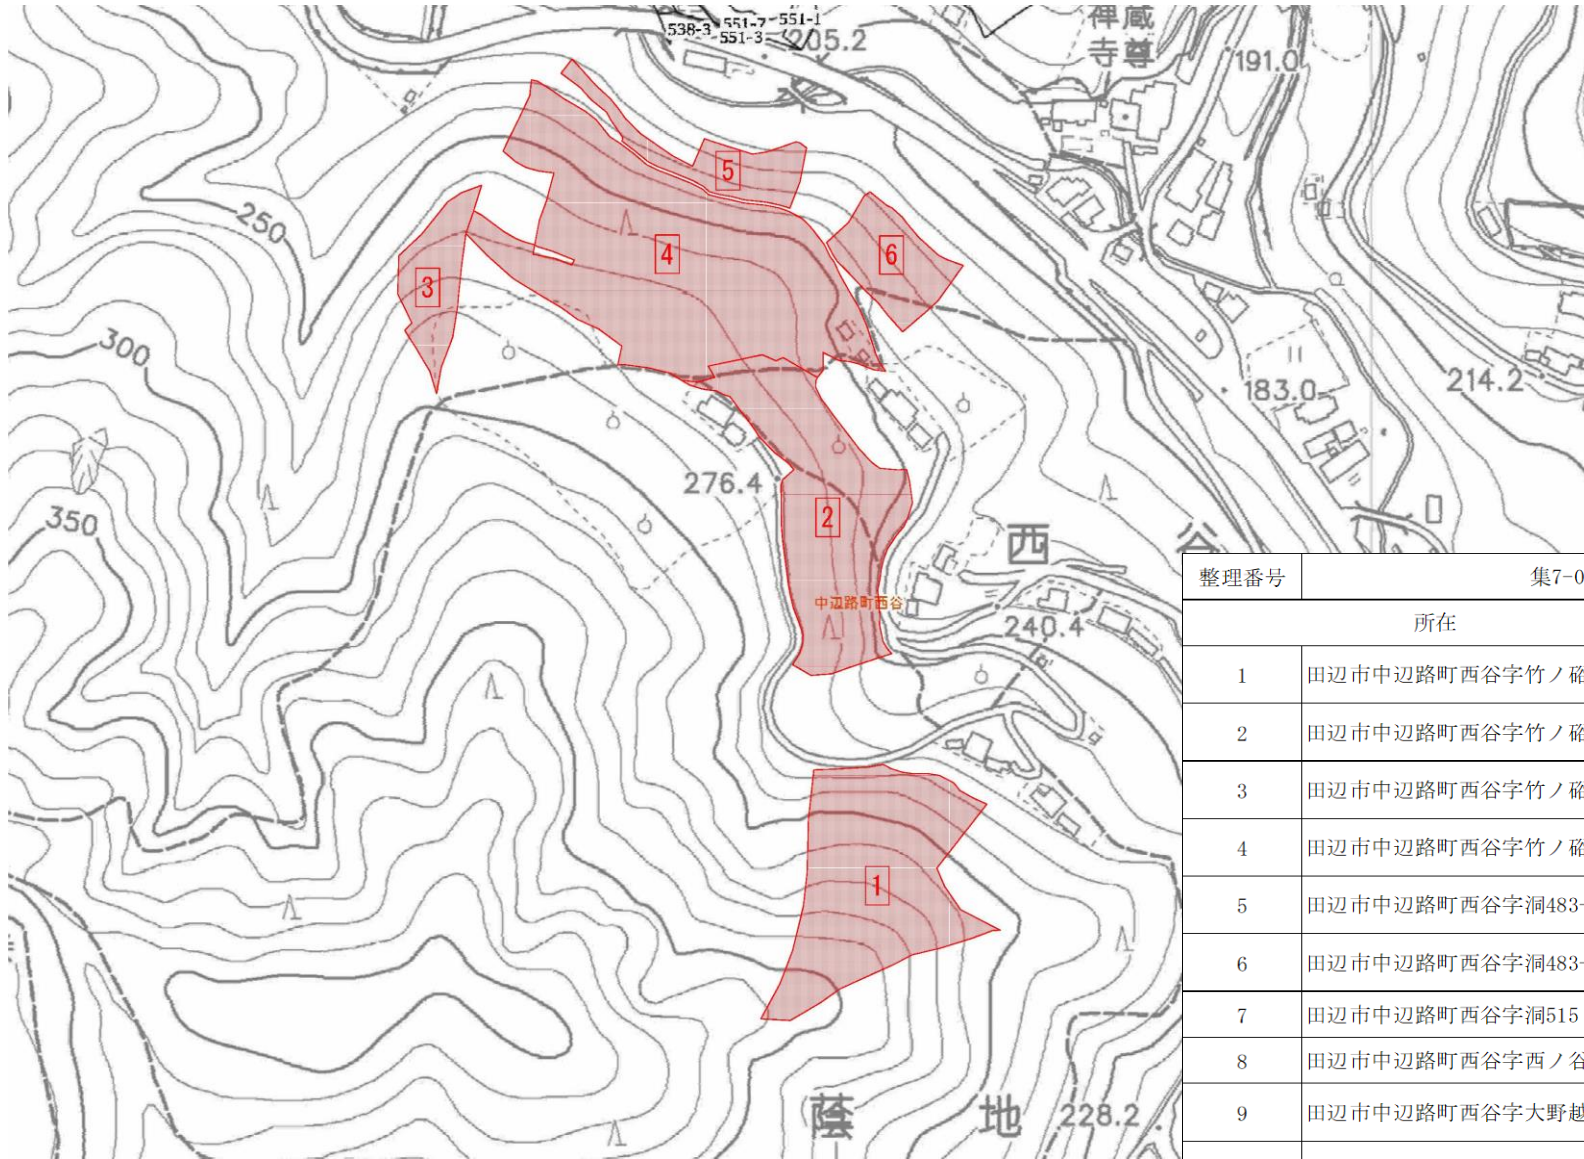 538-3 551-7 551-1
551-3
205.2
蔵尊
禅寺
191.0
250
5
4
6
3
300
183.0
214.2
276.4
350
2
西 谷
中辺路町西谷
240.4
1
蔭 地
228.2
整理番号 集7-0
所在
1 田辺市中辺路町西谷字竹ノ
2 田辺市中辺路町西谷字竹ノ
3 田辺市中辺路町西谷字竹ノ
4 田辺市中辺路町西谷字竹ノ
5 田辺市中辺路町西谷字洞483-
6 田辺市中辺路町西谷字洞483-
7 田辺市中辺路町西谷字洞515
8 田辺市中辺路町西谷字西ノ谷
9 田辺市中辺路町西谷字大野越